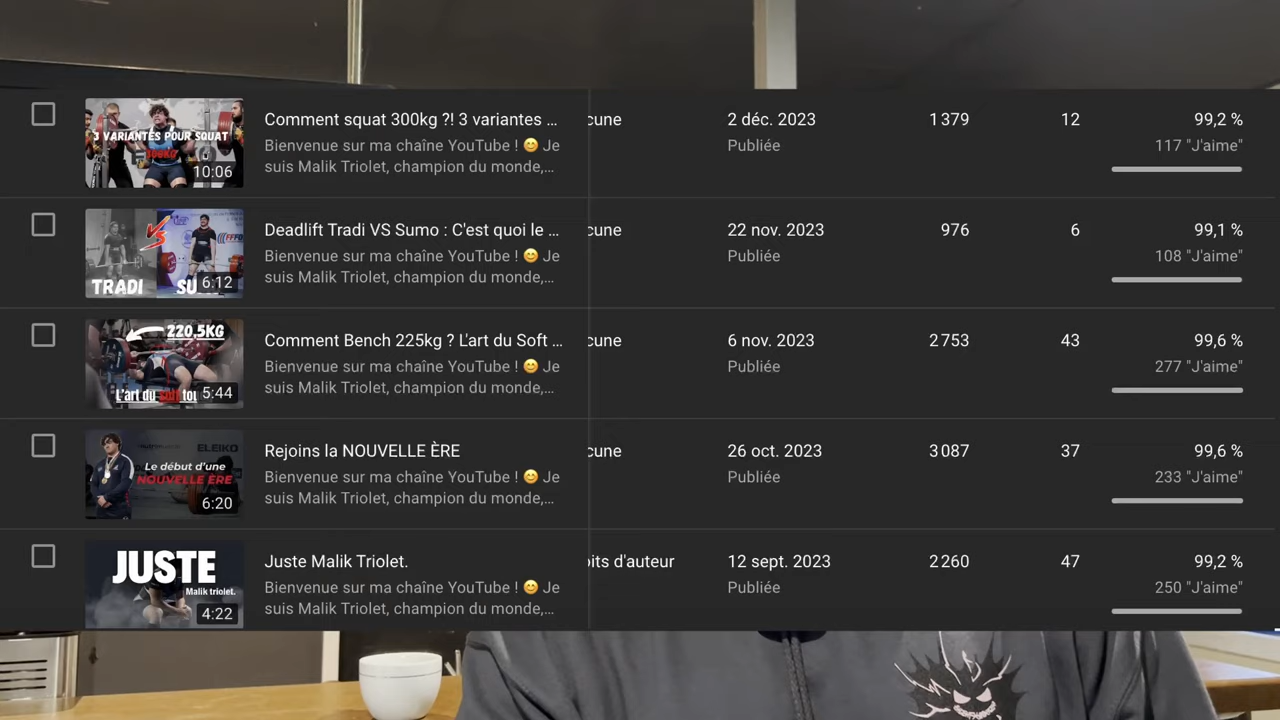 3 VARIANTES POUR SQUAT
300KG
10:06
Comment squat 300kg ?! 3 variantes ...
Bienvenue sur ma chaîne YouTube ! 😊 Je
suis Malik Triolet, champion du monde,...
cune
2 déc. 2023
Publiée
1 379
12
99,2 %
117 "J'aime"
VS
TRADI
6:12
Deadlift Tradi VS Sumo : C'est quoi le ...
Bienvenue sur ma chaîne YouTube ! 😊 Je
suis Malik Triolet, champion du monde,...
cune
22 nov. 2023
Publiée
976
6
99,1 %
108 "J'aime"
220,5KG
L'art du soft tou
5:44
Comment Bench 225kg ? L'art du Soft ...
Bienvenue sur ma chaîne YouTube ! 😊 Je
suis Malik Triolet, champion du monde,...
cune
6 nov. 2023
Publiée
2 753
43
99,6 %
277 "J'aime"
ELEIKO
Le début d'une
NOUVELLE ÈRE
6:20
Rejoins la NOUVELLE ÈRE
Bienvenue sur ma chaîne YouTube ! 😊 Je
suis Malik Triolet, champion du monde,...
cune
26 oct. 2023
Publiée
3 087
37
99,6 %
233 "J'aime"
JUSTE
Malik triolet.
4:22
Juste Malik Triolet.
Bienvenue sur ma chaîne YouTube ! 😊 Je
suis Malik Triolet, champion du monde,...
oits d'auteur
12 sept. 2023
Publiée
2 260
47
99,2 %
250 "J'aime"